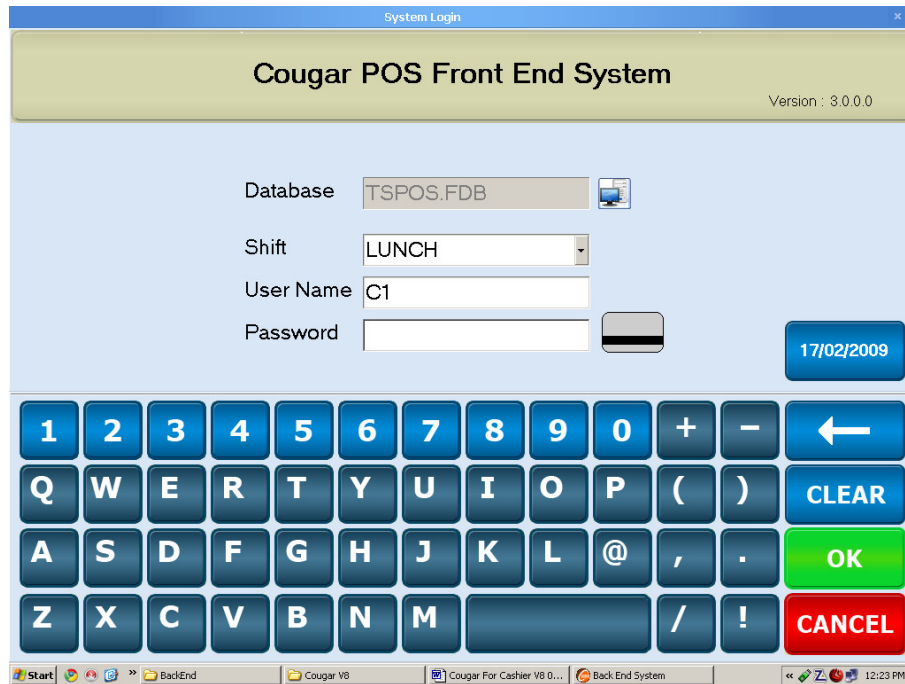 System Login
Cougar POS Front End System
Version : 3.0.0.0
Database TSPOS.FDB
Shift LUNCH
User Name C1
Password
17/02/2009
1 2 3 4 5 6 7 8 9 0 + -
Q W E R T Y U I O P ( ) CLEAR
A S D F G H J K L @ , . OK
Z X C V B N M / ! CANCEL
Start » BackEnd Cougar V8 Cougar For Cashier V8 0... Back End System « 12:23 PM